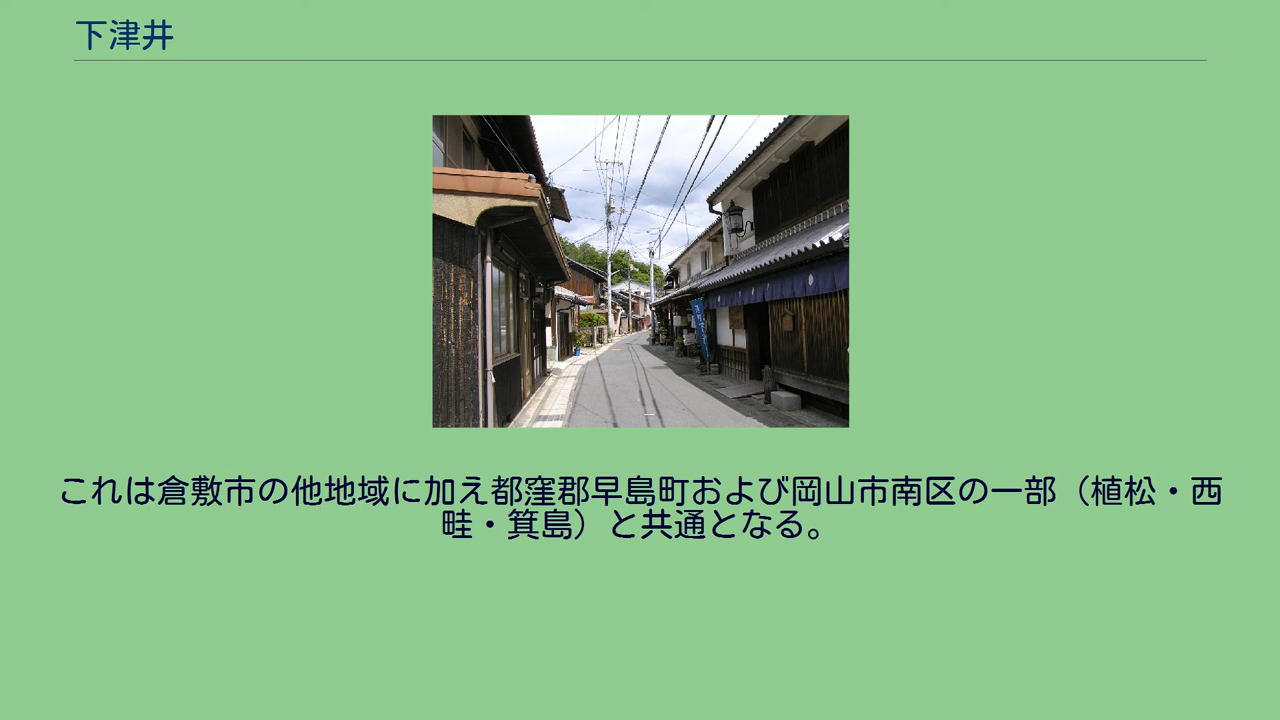 下津井
これは倉敷市の他地域に加え都窪郡早島町および岡山市南区の一部（植松・西
畦・箕島）と共通となる。